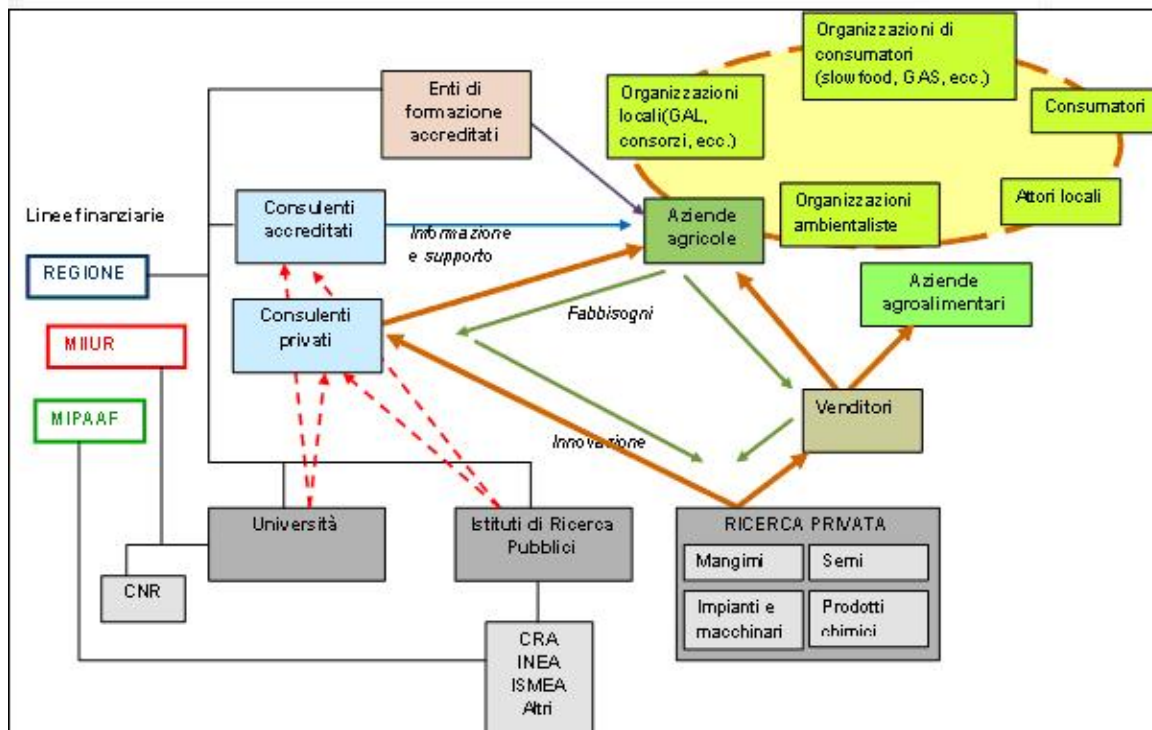 Organizzazioni di
consumatori
(slowfood, GAS, ecc.)
Enti di
formazione
accreditati
Organizzazioni
locali(GAL,
consorzi, ecc.)
Consumatori
Linee finanziarie
Consulenti
accreditati
Informazione
e supporto
Aziende
agricole
Organizzazioni
ambientaliste
Attori locali
REGIONE
Aziende
agroalimentari
Consulenti
privati
Fabbisogni
MIIUR
MIPAAF
Venditori
Innovazione
Università
Istituti di Ricerca
Pubblici
RICERCA PRIVATA
Mangimi
Semi
CNR
Impianti e
macchinari
Prodotti
chimici
CRA
INEA
ISMEA
Altri